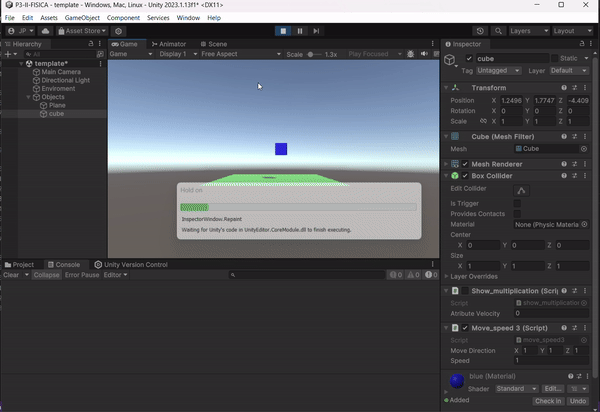 P3-II-FISICA - template - Windows, Mac, Linux - Unity 2023.1.13f1* <DX11>
File Edit Assets GameObject Component Services Window Help
JP Asset Store Layers Layout
Hierarchy Game Animator Scene Inspector
All Game Display 1 Free Aspect Scale 1.3x Play Focused
template*
Main Camera
Directional Light
Enviroment
Objects
Plane
cube
cube Static
Tag Untagged Layer Default
Transform
Position X 1.2496 Y 1.7747 Z -4.409
Rotation X 0 Y 0 Z 0
Scale X 1 Y 1 Z 1
Cube (Mesh Filter)
Mesh Cube
Mesh Renderer
Box Collider
Edit Collider
Is Trigger
Provides Contacts
Material None (Physic Materia
Center
X 0 Y 0 Z 0
Size
X 1 Y 1 Z 1
Layer Overrides
Show_multiplication (Scrip
Script show_multiplication
Atribute Velocity 0
Move_speed 3 (Script)
Script move_speed3
Move Direction X 1 Y 1 Z 1
Speed 1
blue (Material)
Shader Standard Edit...
Added Check In Undo
Hold on
InspectorWindow.Repaint
Waiting for Unity's code in UnityEditor.CoreModule.dll to finish executing.
Project Console Unity Version Control
Clear Collapse Error Pause Editor 0 0 0